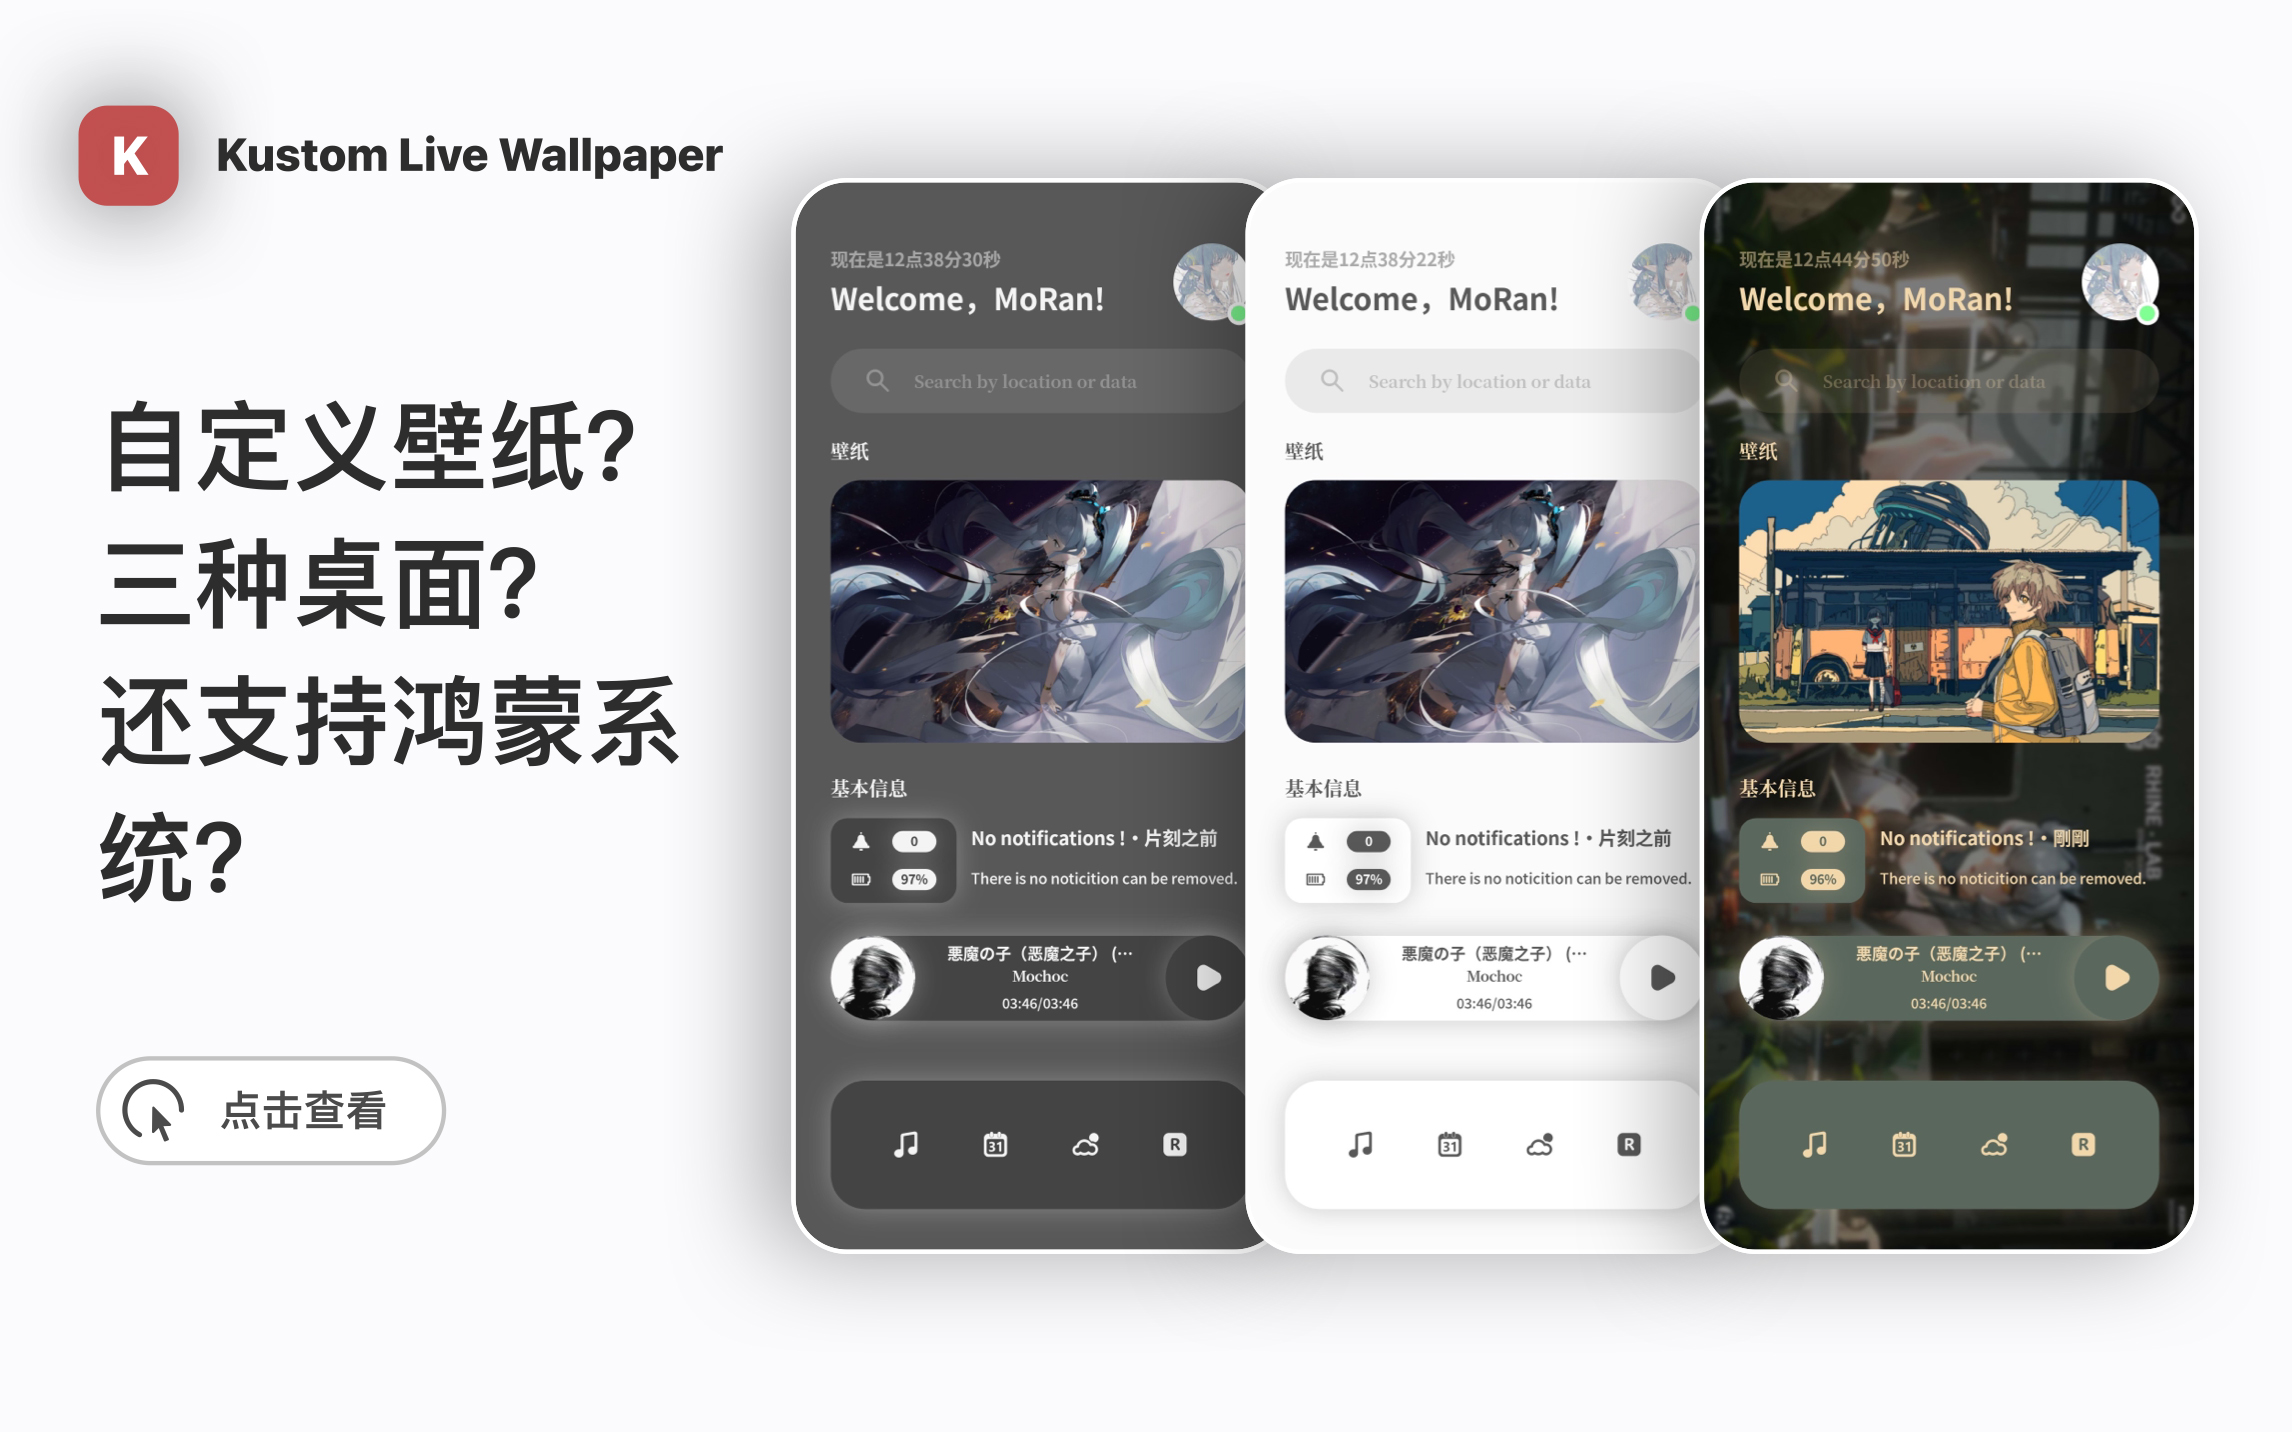 K
Kustom Live Wallpaper
自定义壁纸?
三种桌面?
还支持鸿蒙系
统?
点击查看
现在是12点38分30秒
Welcome，MoRan!
Search by location or data
壁纸
基本信息
0
No notifications !·片刻之前
97%
There is no noticition can be removed.
悪魔の子（恶魔之子） (···
Mochoc
03:46/03:46
31
R
现在是12点38分22秒
Welcome，MoRan!
Search by location or data
壁纸
基本信息
0
No notifications !·片刻之前
97%
There is no noticition can be removed.
悪魔の子（恶魔之子） (···
Mochoc
03:46/03:46
31
R
现在是12点44分50秒
Welcome，MoRan!
Search by location or data
壁纸
基本信息
0
No notifications !·剛剛
96%
There is no noticition can be removed.
悪魔の子（恶魔之子） (···
Mochoc
03:46/03:46
31
R
RHINE·LAB